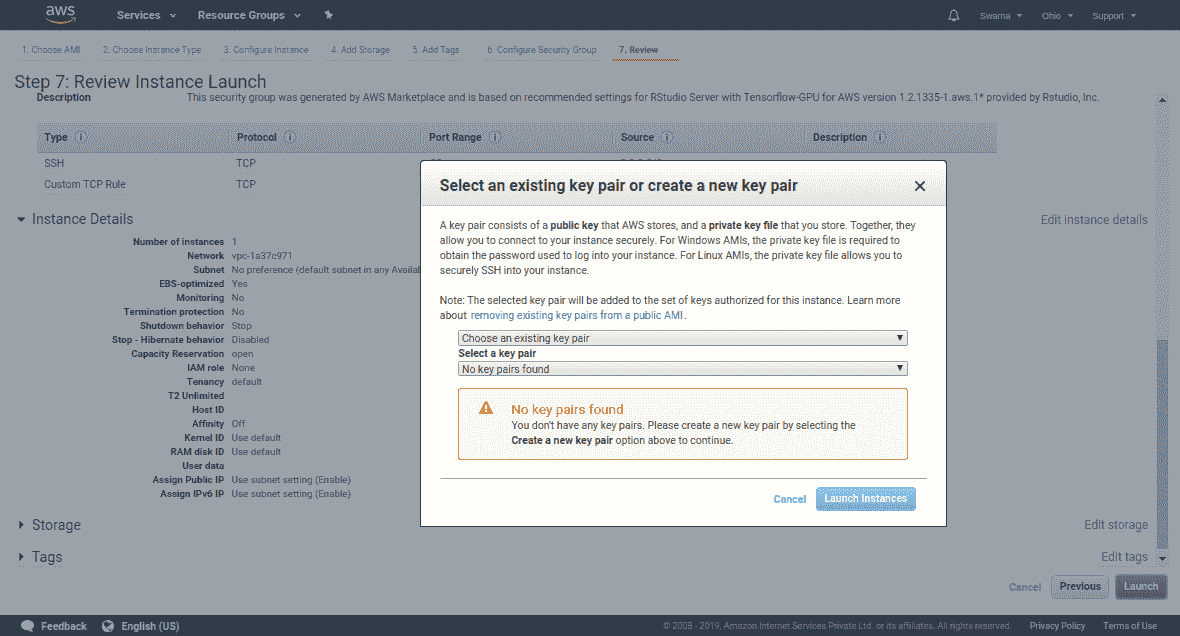 aws
Services
Resource Groups
Swarna
Ohio
Support
1. Choose AMI
2. Choose Instance Type
3. Configure Instance
4. Add Storage
5. Add Tags
6. Configure Security Group
7. Review
Step 7: Review Instance Launch
Description
This security group was generated by AWS Marketplace and is based on recommended settings for RStudio Server with Tensorflow-GPU for AWS version 1.2.1335-1.aws.1* provided by Rstudio, Inc.
Type
Protocol
Port Range
Source
Description
SSH
TCP
Custom TCP Rule
TCP
Instance Details
Edit instance details
Number of instances 1
Network vpc-1a37c971
Subnet No preference (default subnet in any Availa
EBS-optimized Yes
Monitoring No
Termination protection No
Shutdown behavior Stop
Stop - Hibernate behavior Disabled
Capacity Reservation open
IAM role None
Tenancy default
T2 Unlimited
Host ID
Affinity Off
Kernel ID Use default
RAM disk ID Use default
User data
Assign Public IP Use subnet setting (Enable)
Assign IPv6 IP Use subnet setting (Enable)
Storage
Edit storage
Tags
Edit tags
Select an existing key pair or create a new key pair
A key pair consists of a public key that AWS stores, and a private key file that you store. Together, they
allow you to connect to your instance securely. For Windows AMIs, the private key file is required to
obtain the password used to log into your instance. For Linux AMIs, the private key file allows you to
securely SSH into your instance.
Note: The selected key pair will be added to the set of keys authorized for this instance. Learn more
about removing existing key pairs from a public AMI.
Choose an existing key pair
Select a key pair
No key pairs found
No key pairs found
You don't have any key pairs. Please create a new key pair by selecting the
Create a new key pair option above to continue.
Cancel
Launch Instances
Cancel
Previous
Launch
Feedback
English (US)
© 2008 - 2019, Amazon Internet Services Private Ltd. or its affiliates. All rights reserved.
Privacy Policy
Terms of Use